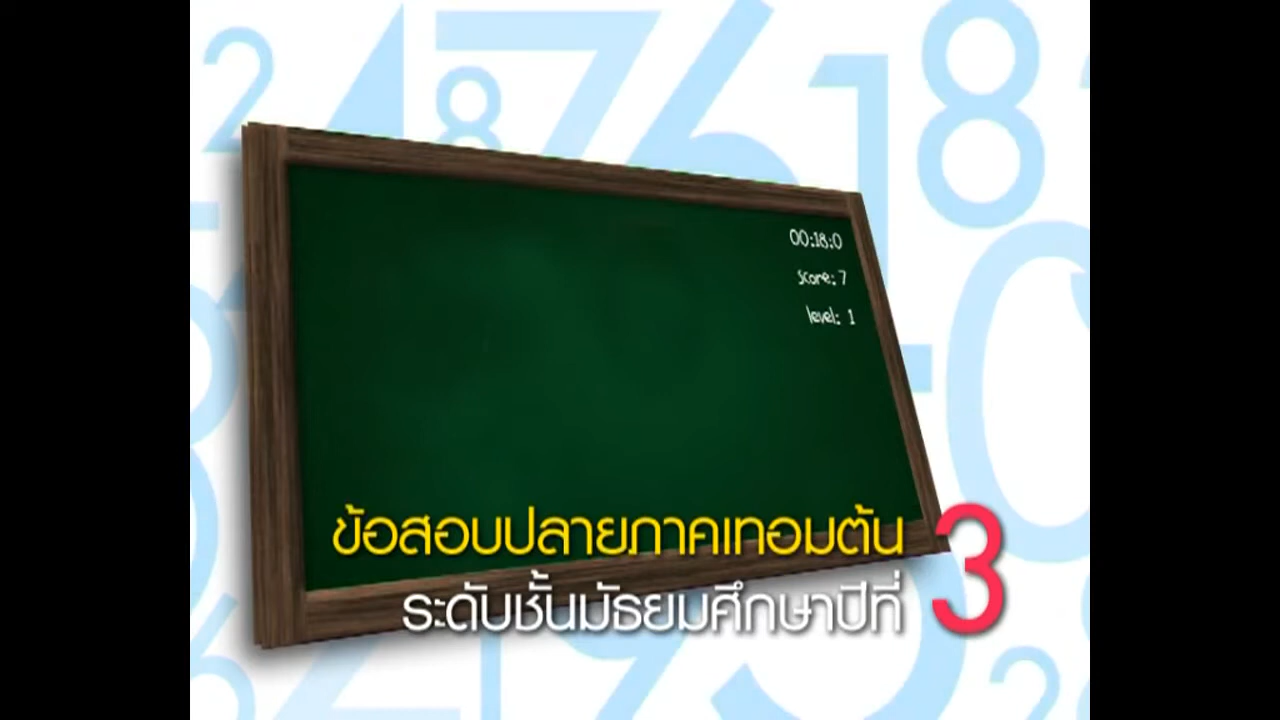 00:18:0
Score: 7
level: 1
ข้อสอบปลายภาคเทอมต้น
ระดับชั้นมัธยมศึกษาปีที่ 3